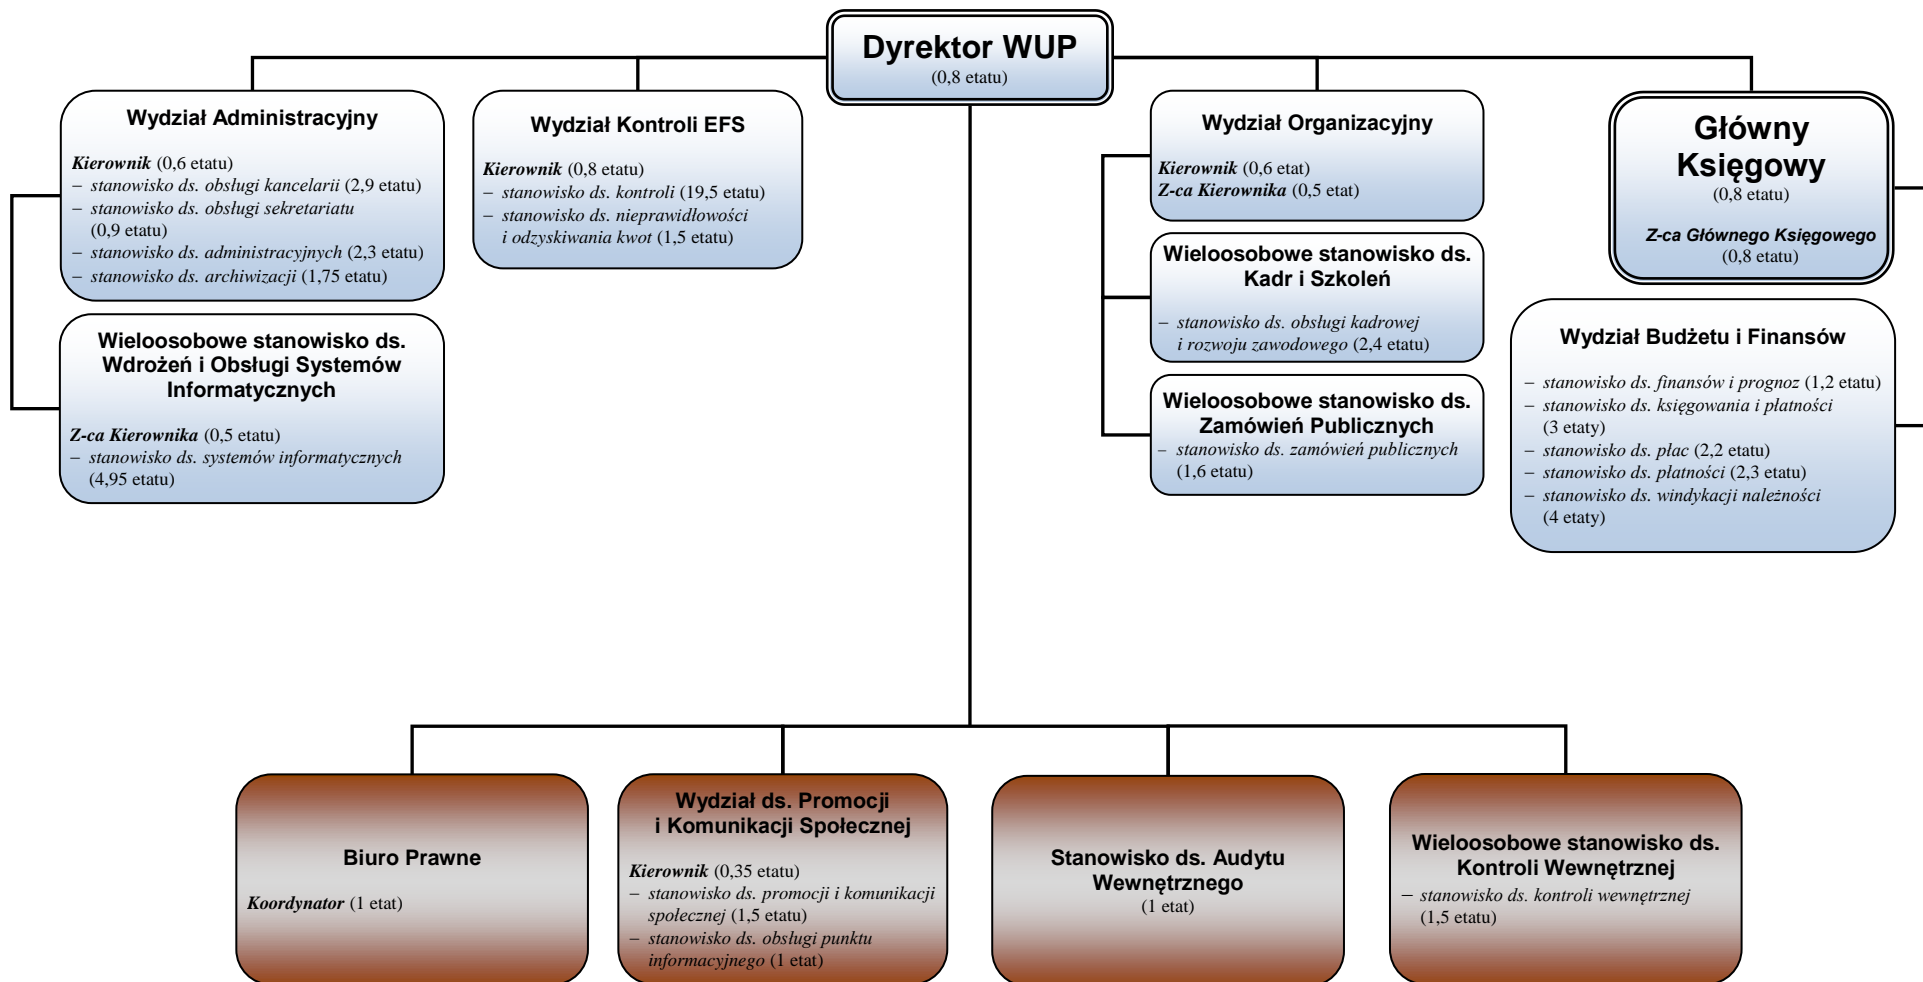 Dyrektor WUP
(0,8 etatu)
Wydział Administracyjny
Kierownik (0,6 etatu)
– stanowisko ds. obsługi kancelarii (2,9 etatu)
– stanowisko ds. obsługi sekretariatu
(0,9 etatu)
– stanowisko ds. administracyjnych (2,3 etatu)
– stanowisko ds. archiwizacji (1,75 etatu)
Wieloosobowe stanowisko ds.
Wdrożeń i Obsługi Systemów
Informatycznych
Z-ca Kierownika (0,5 etatu)
– stanowisko ds. systemów informatycznych
(4,95 etatu)
Wydział Kontroli EFS
Kierownik (0,8 etatu)
– stanowisko ds. kontroli (19,5 etatu)
– stanowisko ds. nieprawidłowości
i odzyskiwania kwot (1,5 etatu)
Wydział Organizacyjny
Kierownik (0,6 etat)
Z-ca Kierownika (0,5 etat)
Wieloosobowe stanowisko ds.
Kadr i Szkoleń
– stanowisko ds. obsługi kadrowej
i rozwoju zawodowego (2,4 etatu)
Wieloosobowe stanowisko ds.
Zamówień Publicznych
– stanowisko ds. zamówień publicznych
(1,6 etatu)
Główny
Księgowy
(0,8 etatu)
Z-ca Głównego Księgowego
(0,8 etatu)
Wydział Budżetu i Finansów
– stanowisko ds. finansów i prognoz (1,2 etatu)
– stanowisko ds. księgowania i płatności
(3 etaty)
– stanowisko ds. płac (2,2 etatu)
– stanowisko ds. płatności (2,3 etatu)
– stanowisko ds. windykacji należności
(4 etaty)
Biuro Prawne
Koordynator (1 etat)
Wydział ds. Promocji
i Komunikacji Społecznej
Kierownik (0,35 etatu)
– stanowisko ds. promocji i komunikacji
społecznej (1,5 etatu)
– stanowisko ds. obsługi punktu
informacyjnego (1 etat)
Stanowisko ds. Audytu
Wewnętrznego
(1 etat)
Wieloosobowe stanowisko ds.
Kontroli Wewnętrznej
– stanowisko ds. kontroli wewnętrznej
(1,5 etatu)